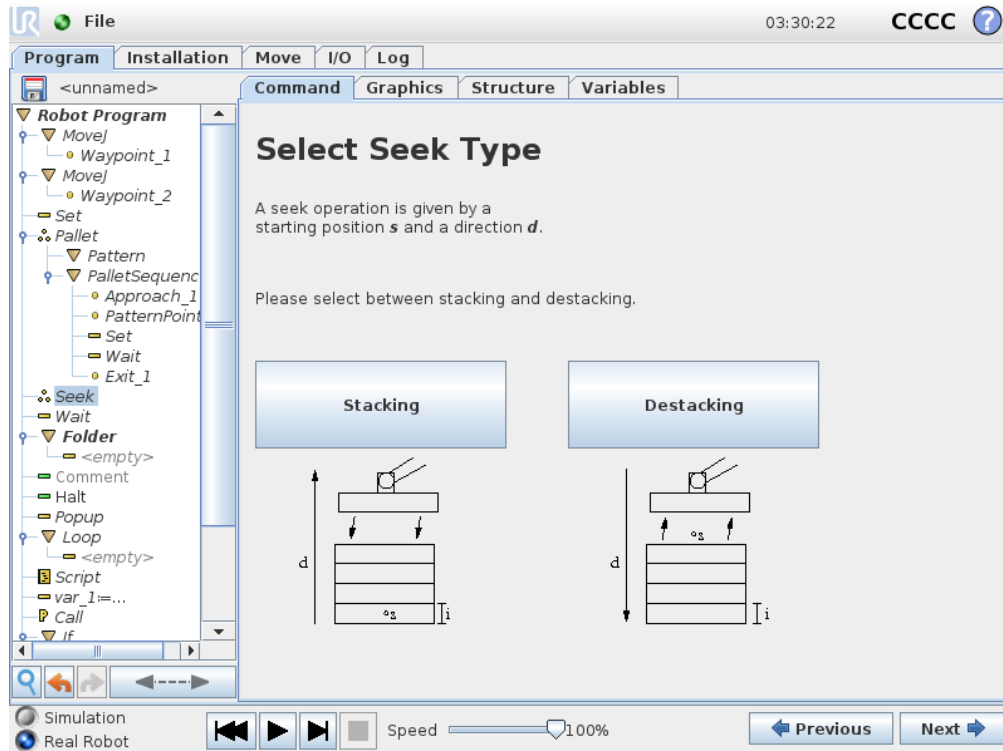 UR File 03:30:22 CCCC ?
Program Installation Move I/O Log
<unnamed>
Command Graphics Structure Variables
Robot Program
MoveJ
Waypoint_1
MoveJ
Waypoint_2
Set
Pallet
Pattern
PalletSequenc
Approach_1
PatternPoint
Set
Wait
Exit_1
Seek
Wait
Folder
<empty>
Comment
Halt
Popup
Loop
<empty>
Script
var_1:=...
P Call
If
Select Seek Type
A seek operation is given by a
starting position s and a direction d.
Please select between stacking and destacking.
Stacking
Destacking
d
s
i
d
s
i
Simulation
Real Robot
Speed 100%
Previous
Next